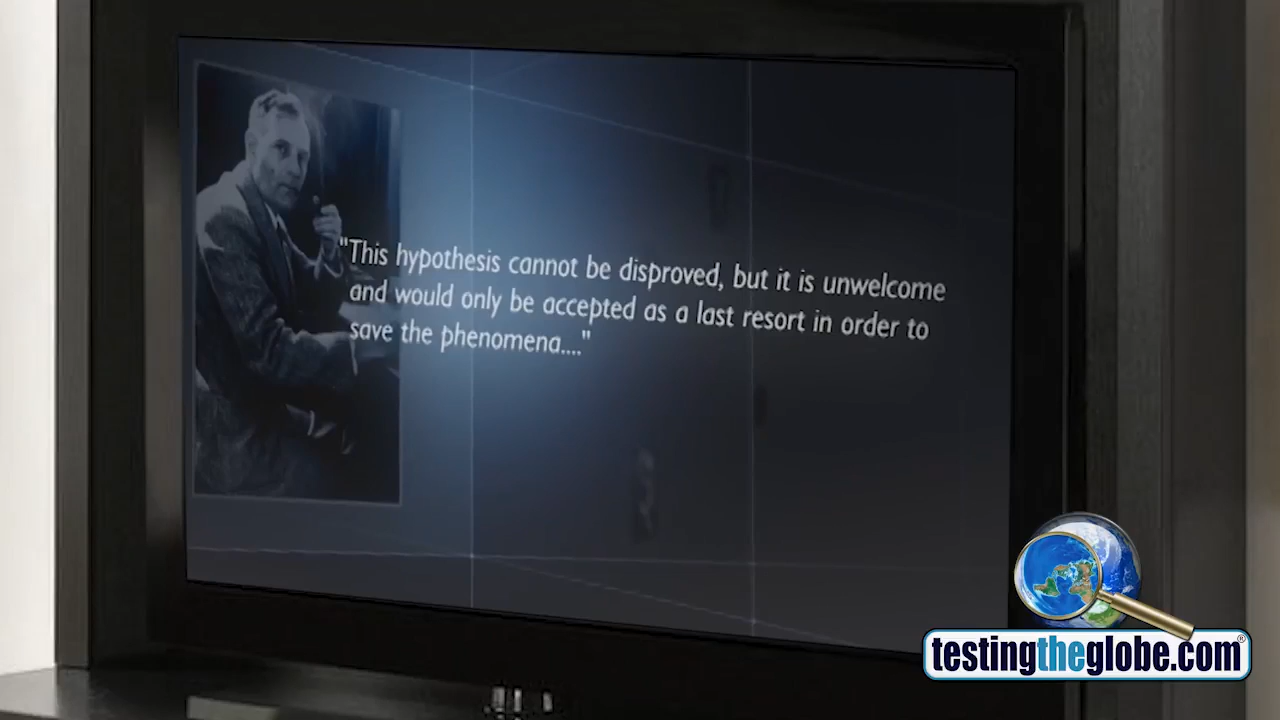 "This hypothesis cannot be disproved, but it is unwelcome
and would only be accepted as a last resort in order to
save the phenomena...."
testingtheglobe.com®